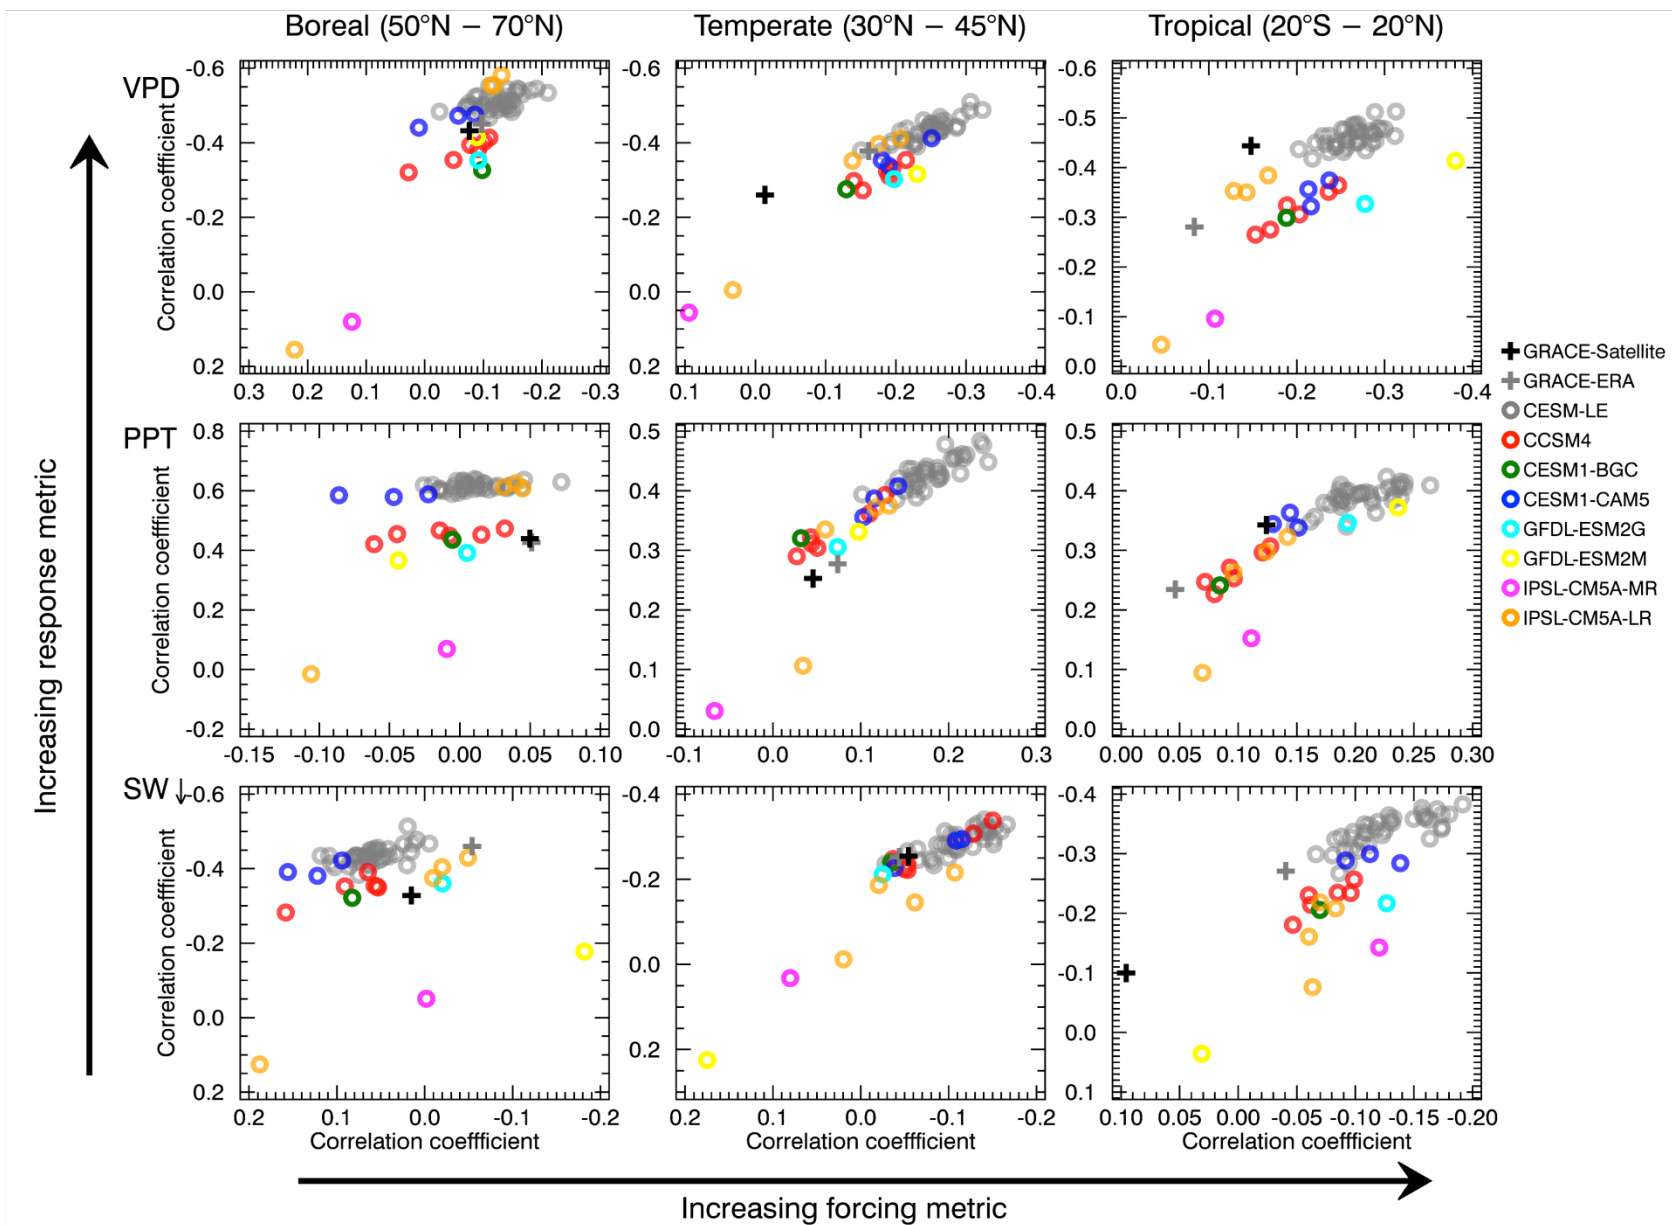 Boreal (50°N – 70°N) Temperate (30°N – 45°N) Tropical (20°S – 20°N)
VPD
Correlation coefficient
-0.6 -0.4 -0.2 0.0 0.2
0.3 0.2 0.1 0.0 -0.1 -0.2 -0.3
-0.6 -0.4 -0.2 0.0 0.2
0.1 0.0 -0.1 -0.2 -0.3 -0.4
-0.6 -0.5 -0.4 -0.3 -0.2 -0.1 0.0
0.0 -0.1 -0.2 -0.3 -0.4
PPT
Correlation coefficient
0.8 0.6 0.4 0.2 0.0 -0.2
-0.15 -0.10 -0.05 -0.00 0.05 0.10
0.5 0.4 0.3 0.2 0.1 0.0
-0.1 0.0 0.1 0.2 0.3
0.5 0.4 0.3 0.2 0.1 0.0
0.00 0.05 0.10 0.15 0.20 0.25 0.30
SW ↓
Correlation coefficient
-0.6 -0.4 -0.2 0.0 0.2
0.2 0.1 0.0 -0.1 -0.2
-0.4 -0.2 0.0 0.2
0.2 0.1 0.0 -0.1 -0.2
-0.4 -0.3 -0.2 -0.1 0.0 0.1
0.10 0.05 0.00 -0.05 -0.10 -0.15 -0.20
Correlation coeffficient Correlation coeffficient Correlation coeffficient
Increasing response metric
Increasing forcing metric
GRACE-Satellite
GRACE-ERA
CESM-LE
CCSM4
CESM1-BGC
CESM1-CAM5
GFDL-ESM2G
GFDL-ESM2M
IPSL-CM5A-MR
IPSL-CM5A-LR